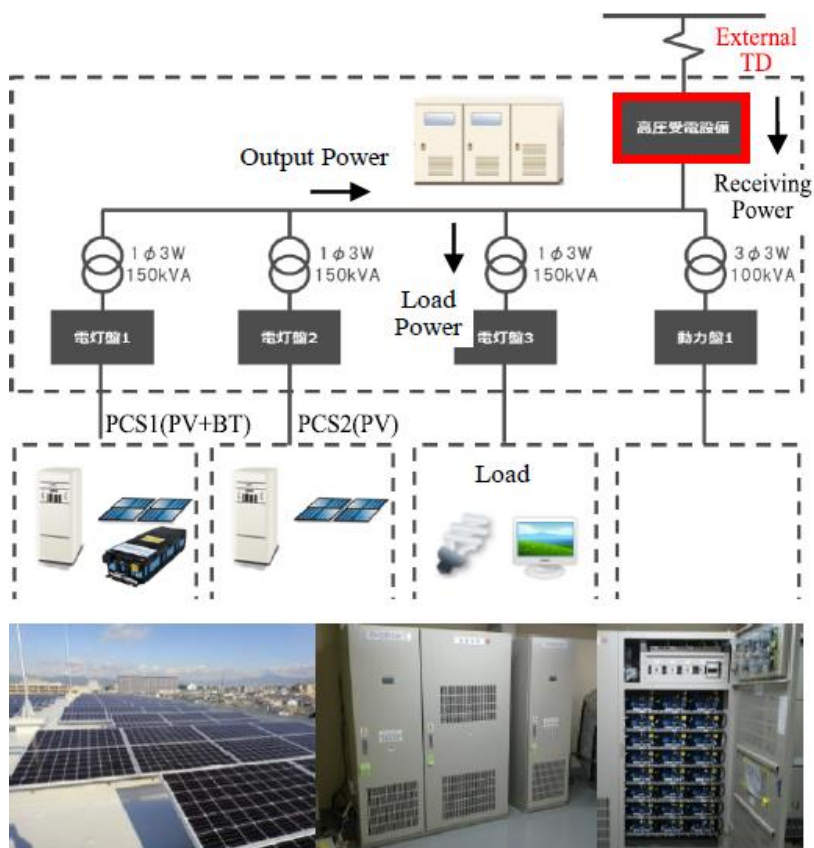 External
TD
高圧受電設備
Output Power
Receiving
Power
1φ3W
150kVA
1φ3W
150kVA
1φ3W
150kVA
3φ3W
100kVA
Load
Power
電灯盤1
電灯盤2
電灯盤3
動力盤1
PCS1(PV+BT)
PCS2(PV)
Load